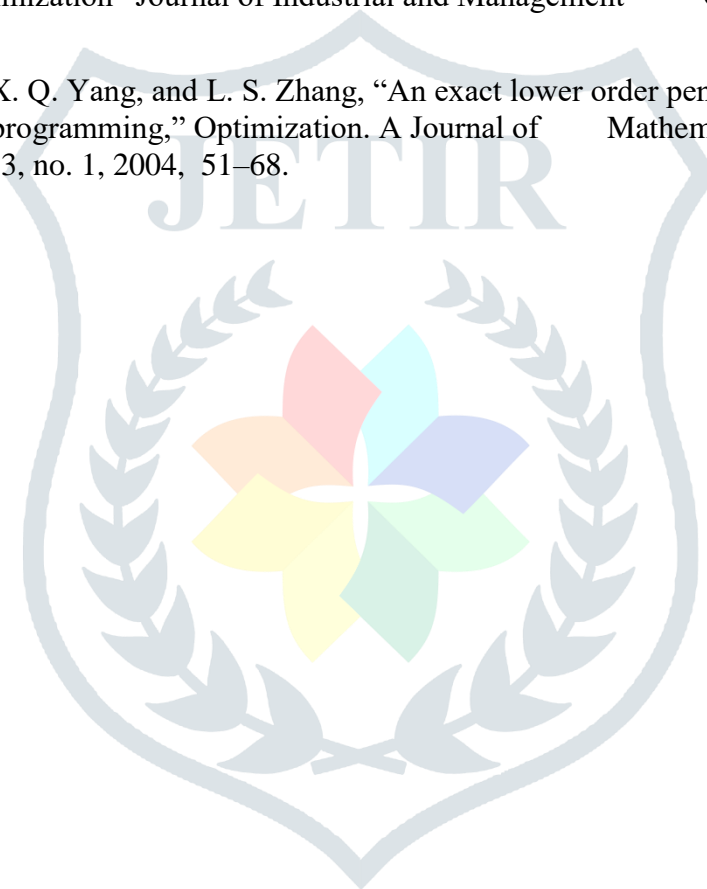 mization" Journal of Industrial and Management
X. Q. Yang, and L. S. Zhang, “An exact lower order pen
programming,” Optimization. A Journal of Mathem
3, no. 1, 2004, 51–68.
JETIR